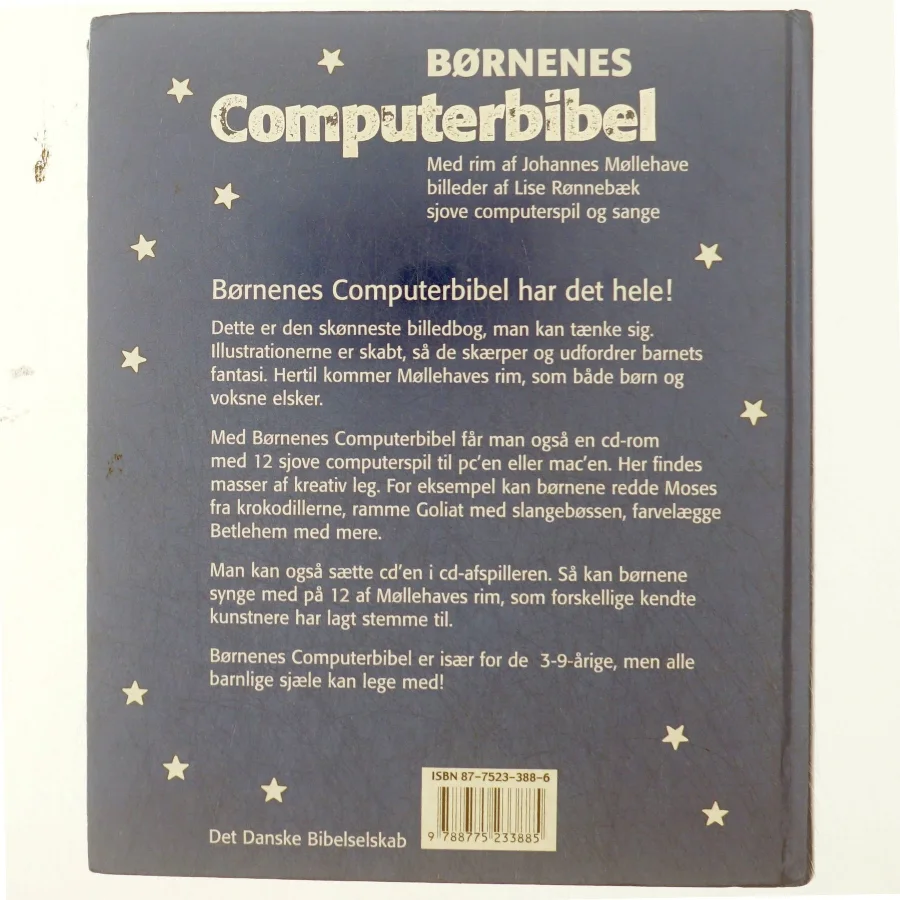 BØRNENES
Computerbibel
Med rim af Johannes Møllehave
billeder af Lise Rønnebæk
sjove computerspil og sange
Børnenes Computerbibel har det hele!
Dette er den skønneste billedbog, man kan tænke sig.
Illustrationerne er skabt, så de skærper og udfordrer barnets
fantasi. Hertil kommer Møllehaves rim, som både børn og
voksne elsker.
Med Børnenes Computerbibel får man også en cd-rom
med 12 sjove computerspil til pc'en eller mac'en. Her findes
masser af kreativ leg. For eksempel kan børnene redde Moses
fra krokodillerne, ramme Goliat med slangebøssen, farvelægge
Betlehem med mere.
Man kan også sætte cd'en i cd-afspilleren. Så kan børnene
synge med på 12 af Møllehaves rim, som forskellige kendte
kunstnere har lagt stemme til.
Børnenes Computerbibel er især for de 3-9-årige, men alle
barnlige sjæle kan lege med!
ISBN 87-7523-388-6
9 788775 233885
Det Danske Bibelselskab